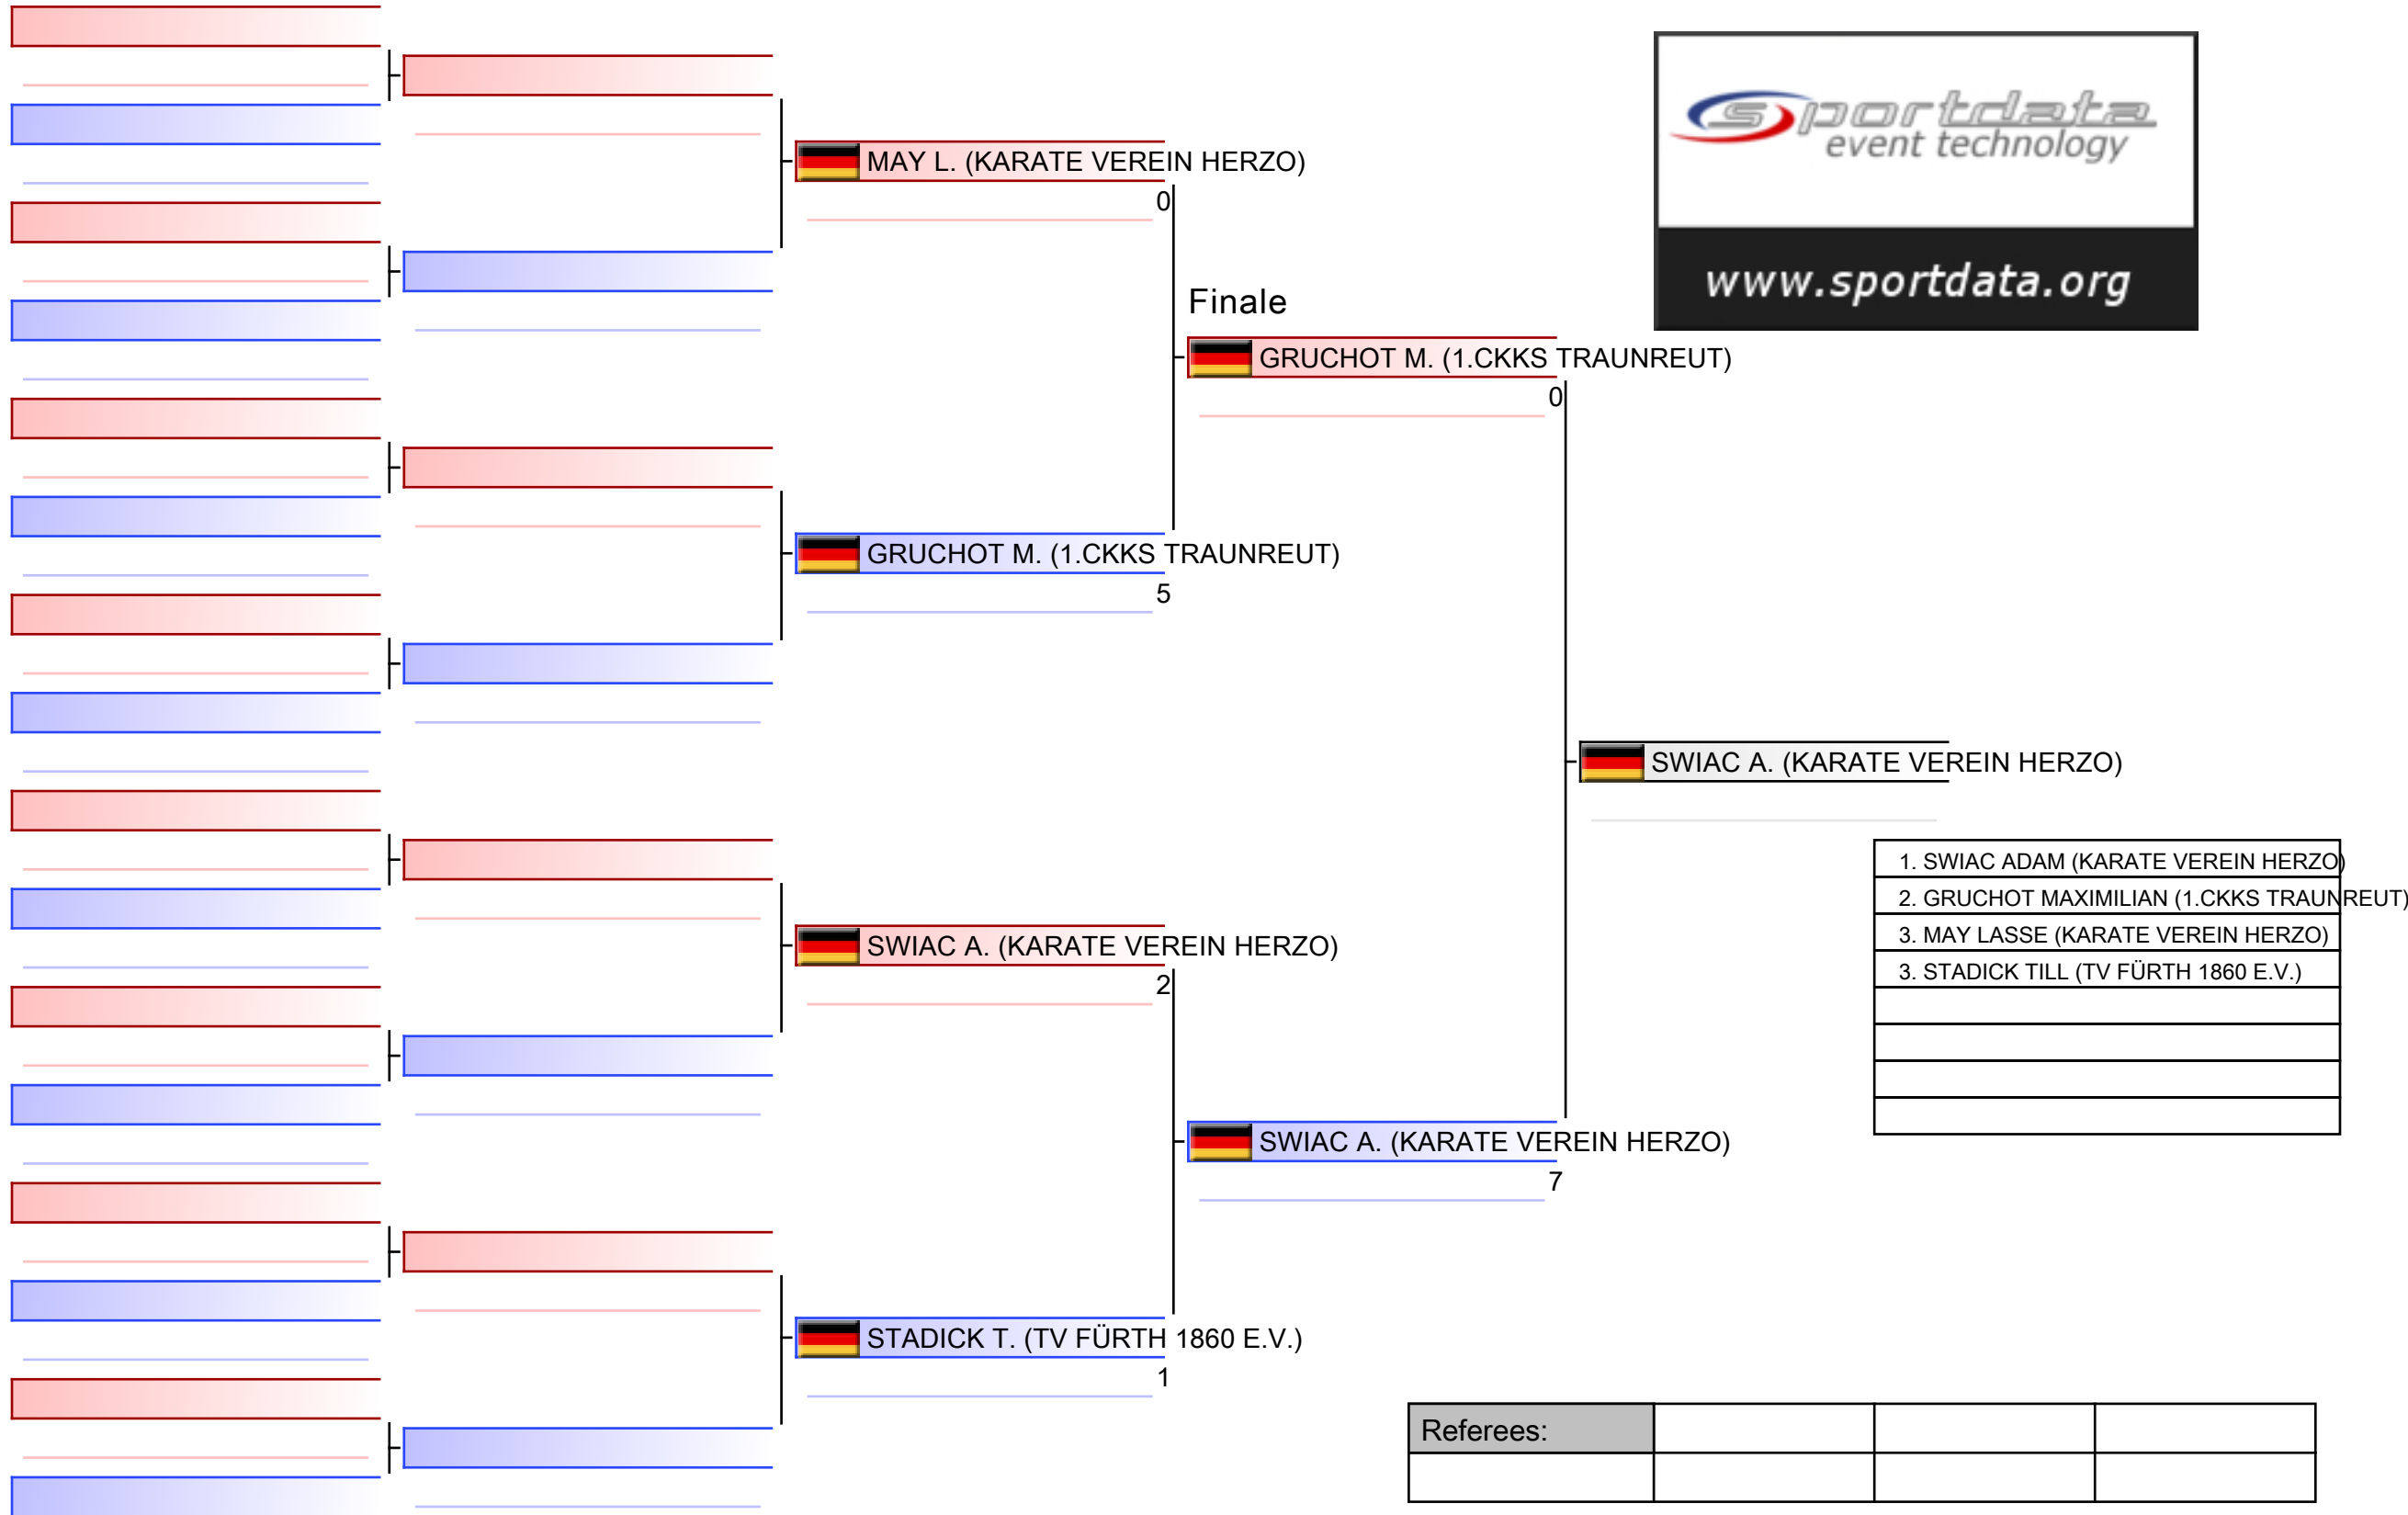 sportdata
event technology
www.sportdata.org
MAY L. (KARATE VEREIN HERZO)
0
Finale
GRUCHOT M. (1.CKKS TRAUNREUT)
0
GRUCHOT M. (1.CKKS TRAUNREUT)
5
SWIAC A. (KARATE VEREIN HERZO)
1. SWIAC ADAM (KARATE VEREIN HERZO)
2. GRUCHOT MAXIMILIAN (1.CKKS TRAUNREUT)
3. MAY LASSE (KARATE VEREIN HERZO)
3. STADICK TILL (TV FÜRTH 1860 E.V.)
SWIAC A. (KARATE VEREIN HERZO)
2
SWIAC A. (KARATE VEREIN HERZO)
7
STADICK T. (TV FÜRTH 1860 E.V.)
1
Referees: